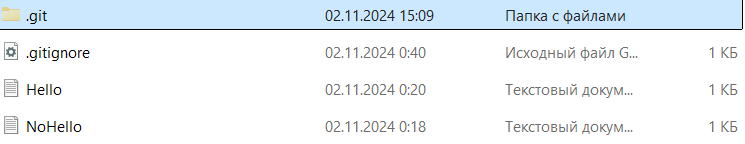 .git 02.11.2024 15:09 Папка с файлами
.gitignore 02.11.2024 0:40 Исходный файл G... 1 КБ
Hello 02.11.2024 0:20 Текстовый докум... 1 КБ
NoHello 02.11.2024 0:18 Текстовый докум... 1 КБ